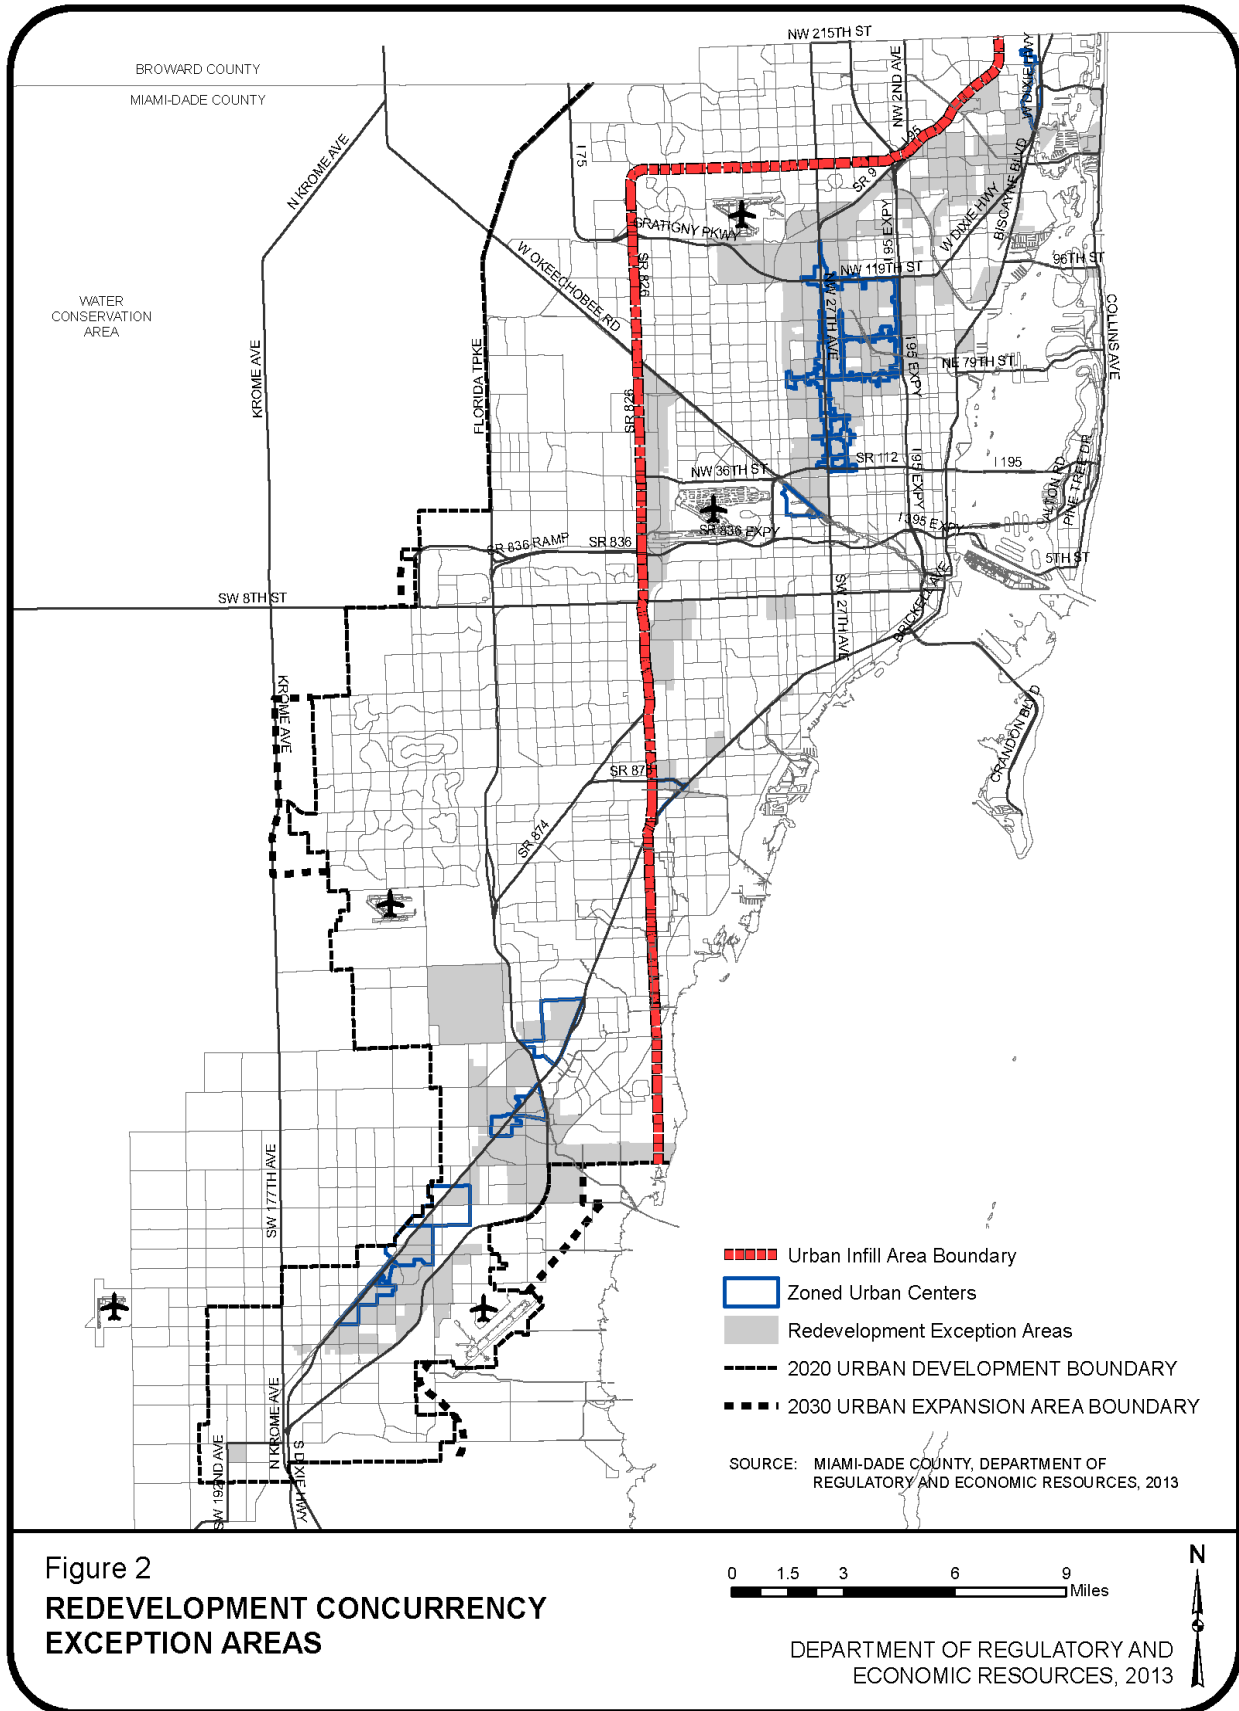 NW 215TH ST
BROWARD COUNTY
MIAMI-DADE COUNTY
NW 2ND AVE
W DIXIE HWY
I 95
N KROME AVE
I 75
SR 9
BISCAYNE BLVD
W DIXIE HWY
GRATIGNY PKWY
I 95 EXPY
W OKEECHOBEE RD
SR 826
NW 119TH ST
96TH ST
WATER
CONSERVATION
AREA
NW 27TH AVE
COLLINS AVE
KROME AVE
FLORIDA TPKE
I 95 EXPY
NE 79TH ST
SR 826
NW 36TH ST
SR 112
I 195
I 95 EXPY
ALTON RD
PINE TREE DR
SR 836 RAMP
SR 836
SR 836 EXPY
I 395 EXPY
5TH ST
SW 8TH ST
SW 27TH AVE
BRICKELL AVE
KROME AVE
CRANDON BLVD
SR 878
SR 874
SW 177TH AVE
Urban Infill Area Boundary
Zoned Urban Centers
Redevelopment Exception Areas
2020 URBAN DEVELOPMENT BOUNDARY
2030 URBAN EXPANSION AREA BOUNDARY
N KROME AVE
SW 192ND AVE
S DIXIE HWY
SOURCE: MIAMI-DADE COUNTY, DEPARTMENT OF
REGULATORY AND ECONOMIC RESOURCES, 2013
Figure 2
REDEVELOPMENT CONCURRENCY
EXCEPTION AREAS
0 1.5 3 6 9
Miles
N
DEPARTMENT OF REGULATORY AND
ECONOMIC RESOURCES, 2013